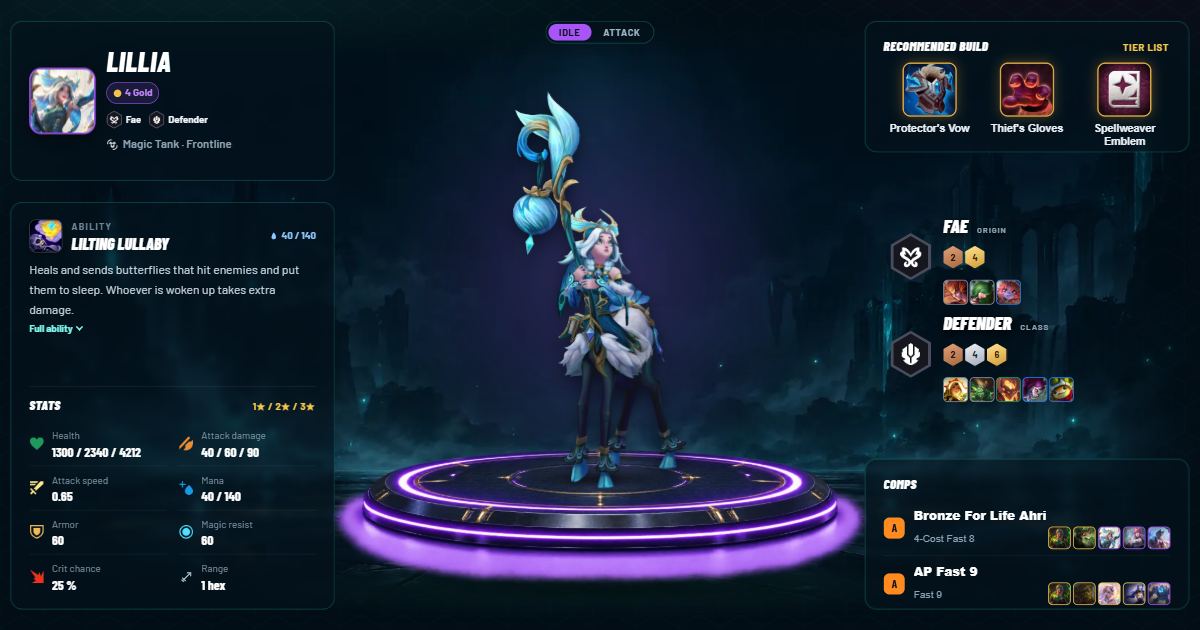 LILLIA
4 Gold
Fae Defender
Magic Tank · Frontline
ABILITY
LILTING LULLABY
40 / 140
Heals and sends butterflies that hit enemies and put
them to sleep. Whoever is woken up takes extra
damage.
Full ability
STATS
1★ / 2★ / 3★
Health
1300 / 2340 / 4212
Attack damage
40 / 60 / 90
Attack speed
0.65
Mana
40 / 140
Armor
60
Magic resist
60
Crit chance
25 %
Range
1 hex
IDLE ATTACK
RECOMMENDED BUILD
TIER LIST
Protector's Vow
Thief's Gloves
Spellweaver
Emblem
FAE ORIGIN
2 4
DEFENDER CLASS
2 4 6
COMPS
A
Bronze For Life Ahri
4-Cost Fast 8
A
AP Fast 9
Fast 9